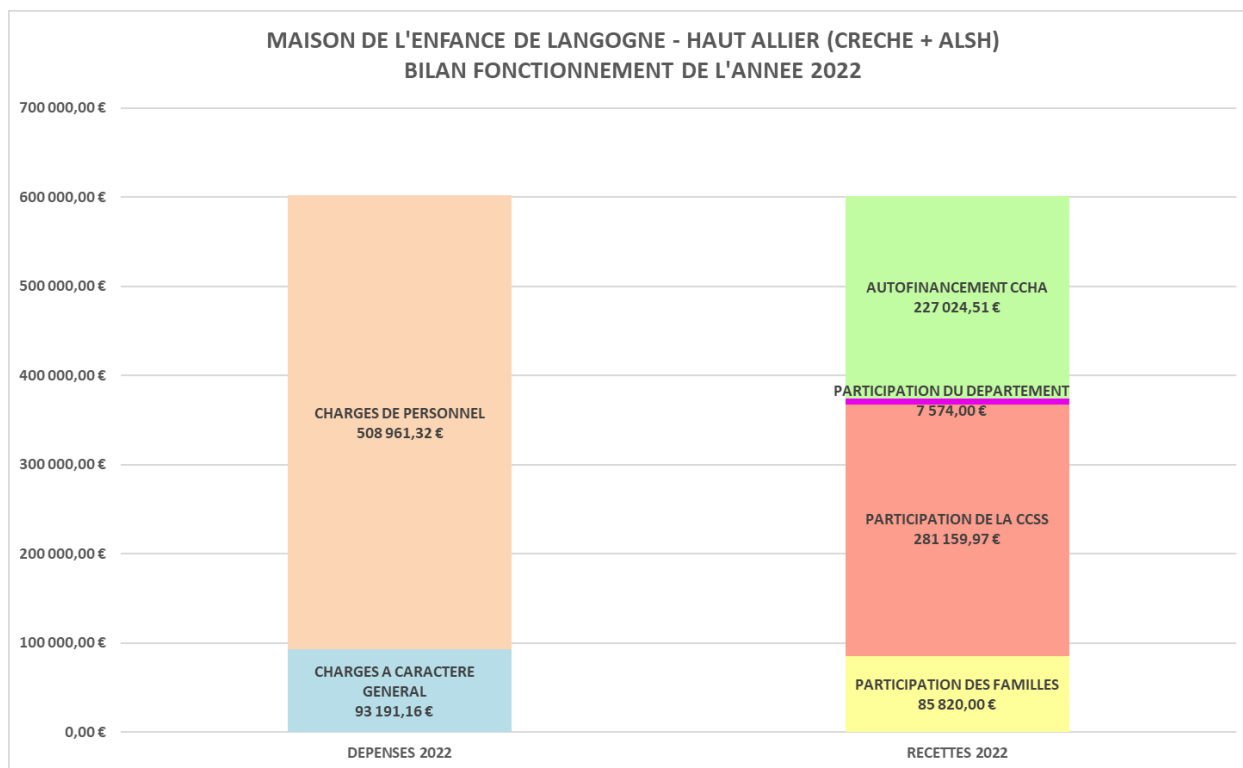 MAISON DE L'ENFANCE DE LANGOGNE - HAUT ALLIER (CRECHE + ALSH)
BILAN FONCTIONNEMENT DE L'ANNEE 2022
700 000,00 €
600 000,00 €
500 000,00 €
400 000,00 €
300 000,00 €
200 000,00 €
100 000,00 €
0,00 €
CHARGES DE PERSONNEL
508 961,32 €
CHARGES A CARACTERE
GENERAL
93 191,16 €
AUTOFINANCEMENT CCHA
227 024,51 €
PARTICIPATION DU DEPARTEMENT
7 574,00 €
PARTICIPATION DE LA CCSS
281 159,97 €
PARTICIPATION DES FAMILLES
85 820,00 €
DEPENSES 2022
RECETTES 2022